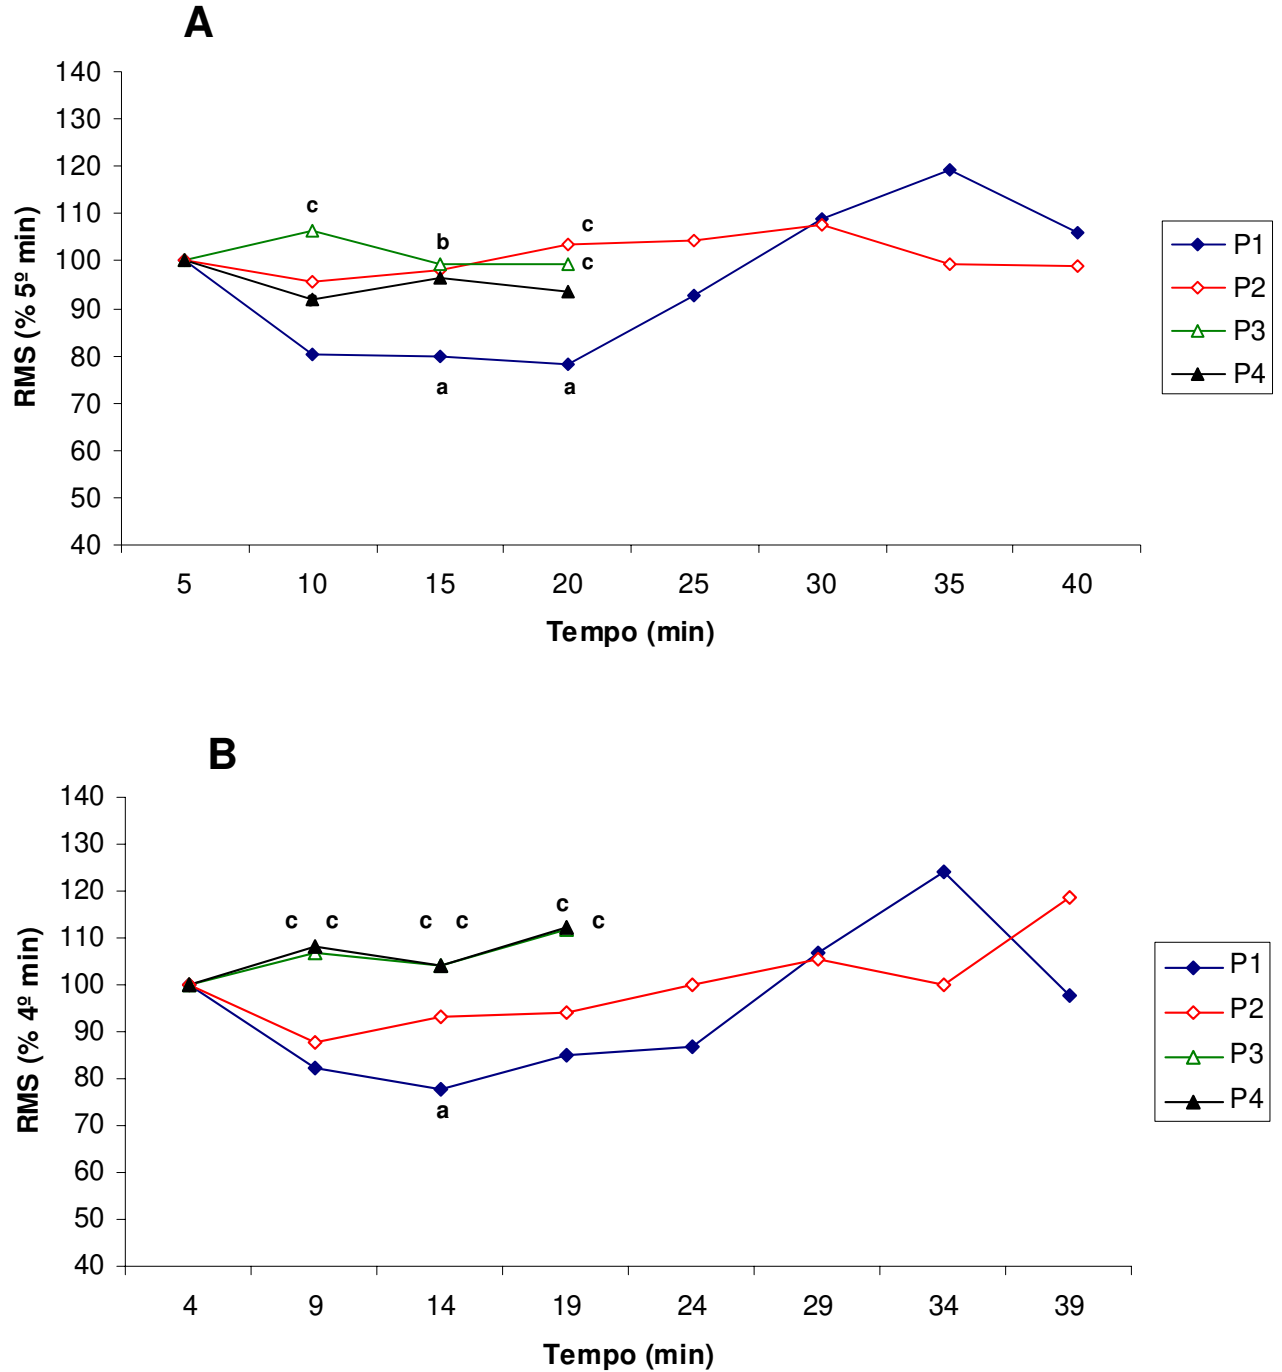 A
140
130
120
110
100
90
80
70
60
50
40
RMS (% 5º min)
c
b
c
c
a
a
5 10 15 20 25 30 35 40
Tempo (min)
P1
P2
P3
P4
B
140
130
120
110
100
90
80
70
60
50
40
RMS (% 4º min)
c c c c c c
a
4 9 14 19 24 29 34 39
Tempo (min)
P1
P2
P3
P4